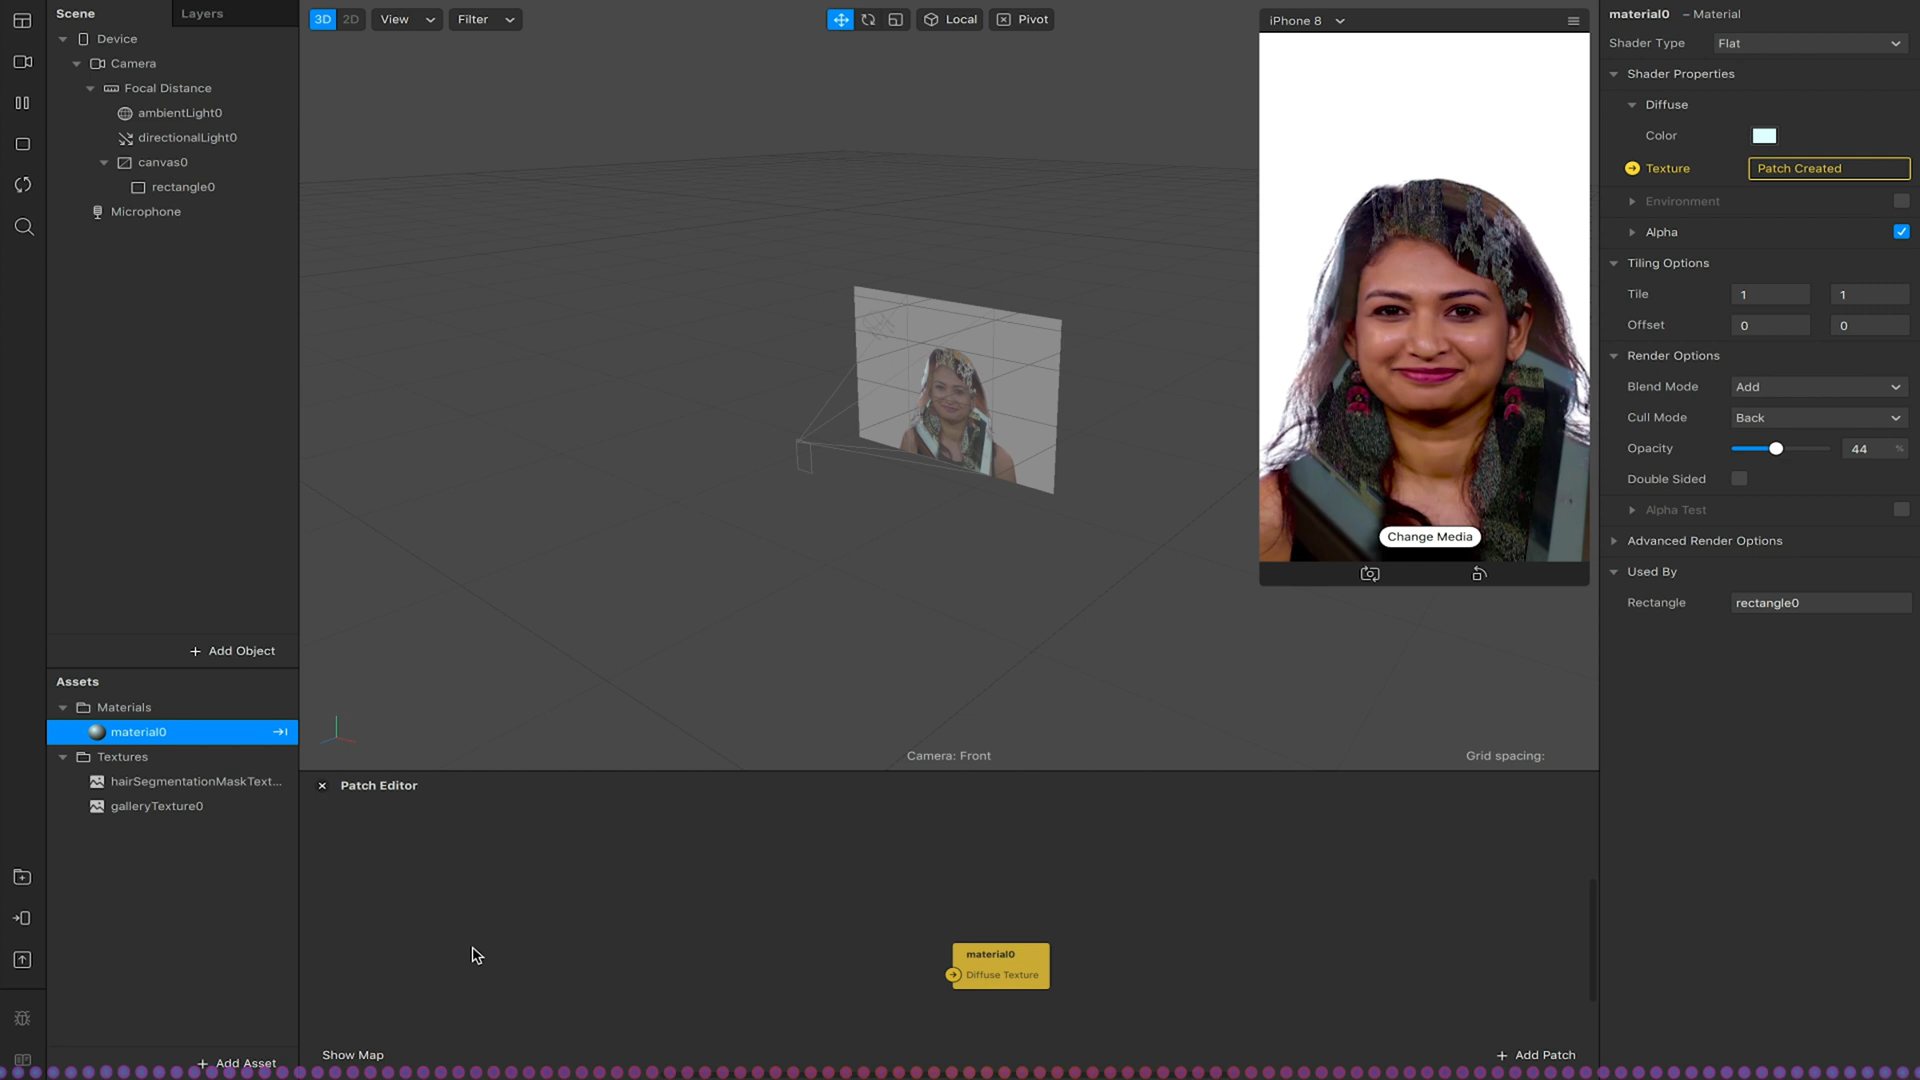 Scene
Layers
Device
Camera
Focal Distance
ambientLight0
directionalLight0
canvas0
rectangle0
Microphone
+ Add Object
Assets
Materials
material0
Textures
hairSegmentationMaskText...
galleryTexture0
+ Add Asset
3D
2D
View
Filter
Local
Pivot
iPhone 8
Change Media
Camera: Front
Grid spacing:
Patch Editor
material0
Diffuse Texture
Show Map
+ Add Patch
material0 – Material
Shader Type Flat
Shader Properties
Diffuse
Color
Texture Patch Created
Environment
Alpha
Tiling Options
Tile 1 1
Offset 0 0
Render Options
Blend Mode Add
Cull Mode Back
Opacity 44 %
Double Sided
Alpha Test
Advanced Render Options
Used By
Rectangle rectangle0